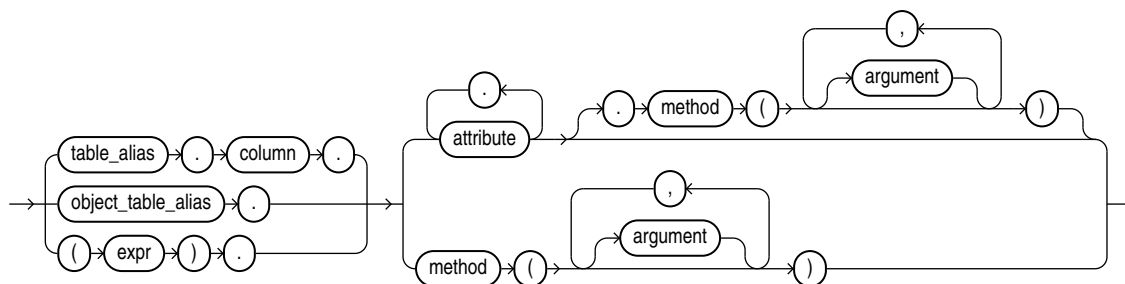 ,
argument
.
. method ( )
attribute
table_alias . column .
,
object_table_alias .
argument
( expr ) .
method ( )